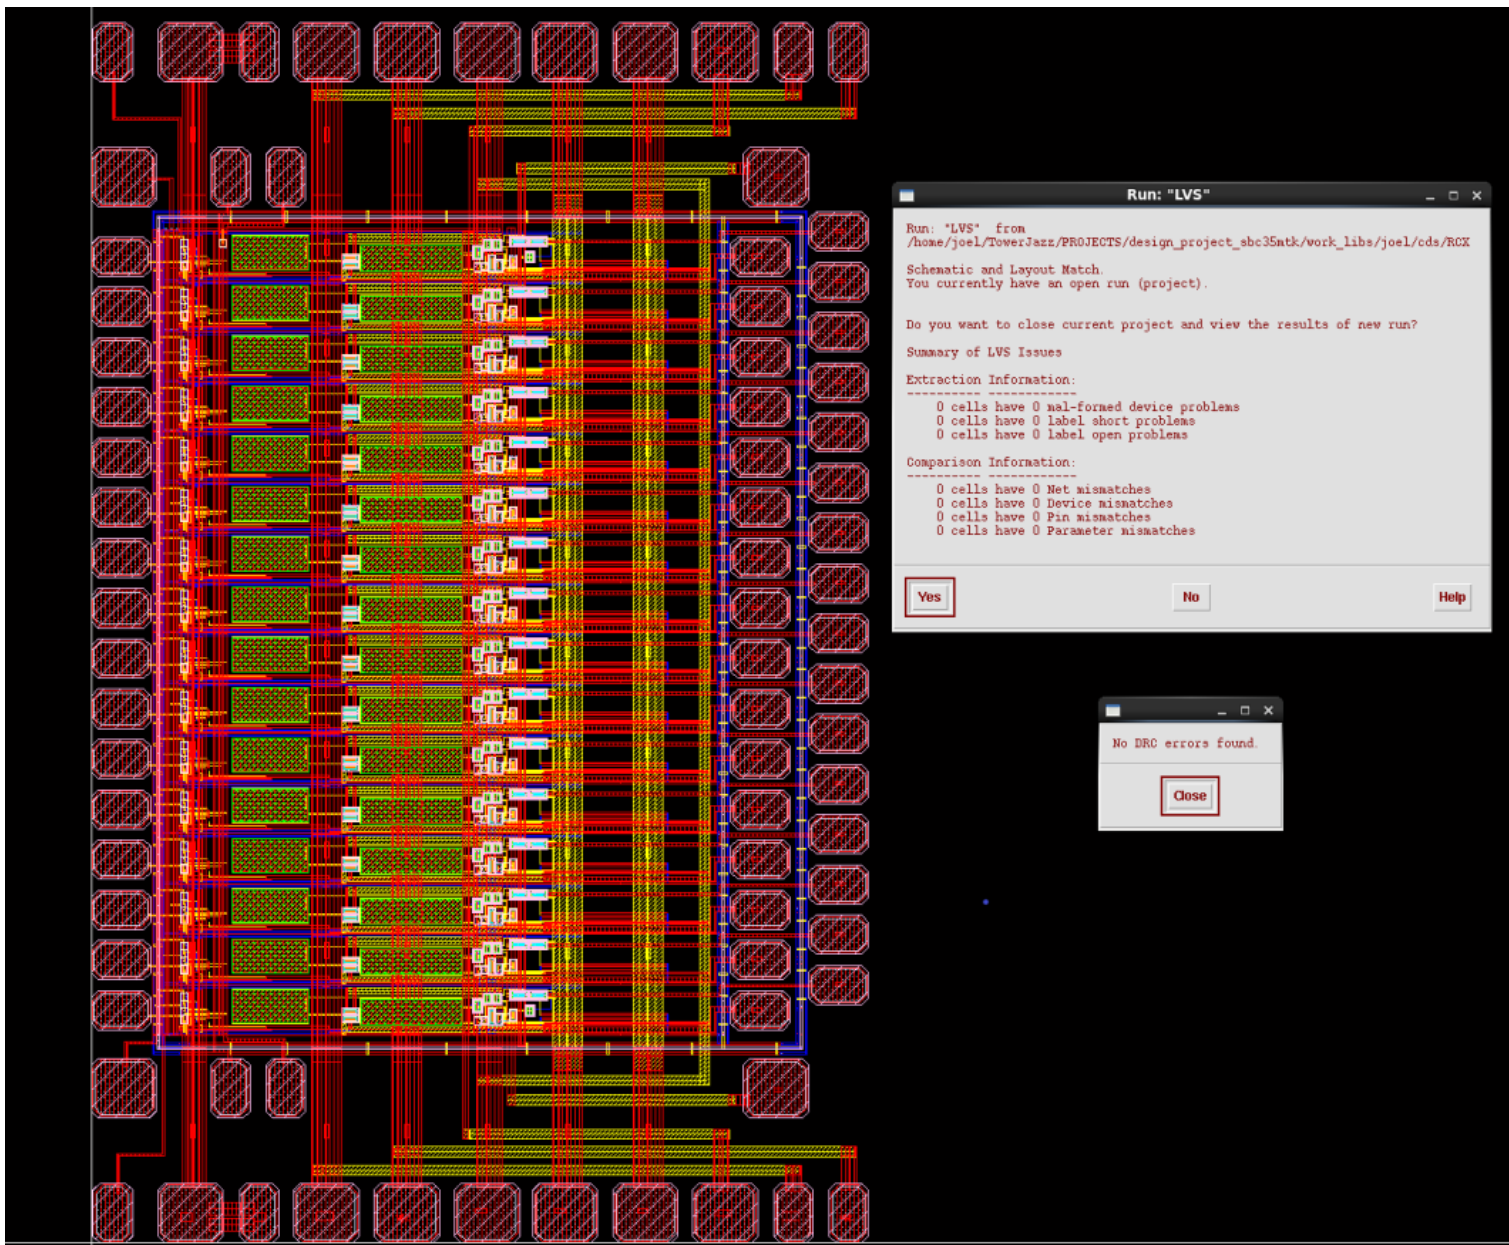 Run: "LVS"
Run: "LVS" from
/home/joel/TowerJazz/PROJECTS/design_project_sbc35mtk/work_libs/joel/cds/RCX
Schematic and Layout Match.
You currently have an open run (project).
Do you want to close current project and view the results of new run?
Summary of LVS Issues
Extraction Information:
---------- ------------
0 cells have 0 mal-formed device problems
0 cells have 0 label short problems
0 cells have 0 label open problems
Comparison Information:
---------- ------------
0 cells have 0 Net mismatches
0 cells have 0 Device mismatches
0 cells have 0 Pin mismatches
0 cells have 0 Parameter mismatches
Yes
No
Help
No DRC errors found.
Close